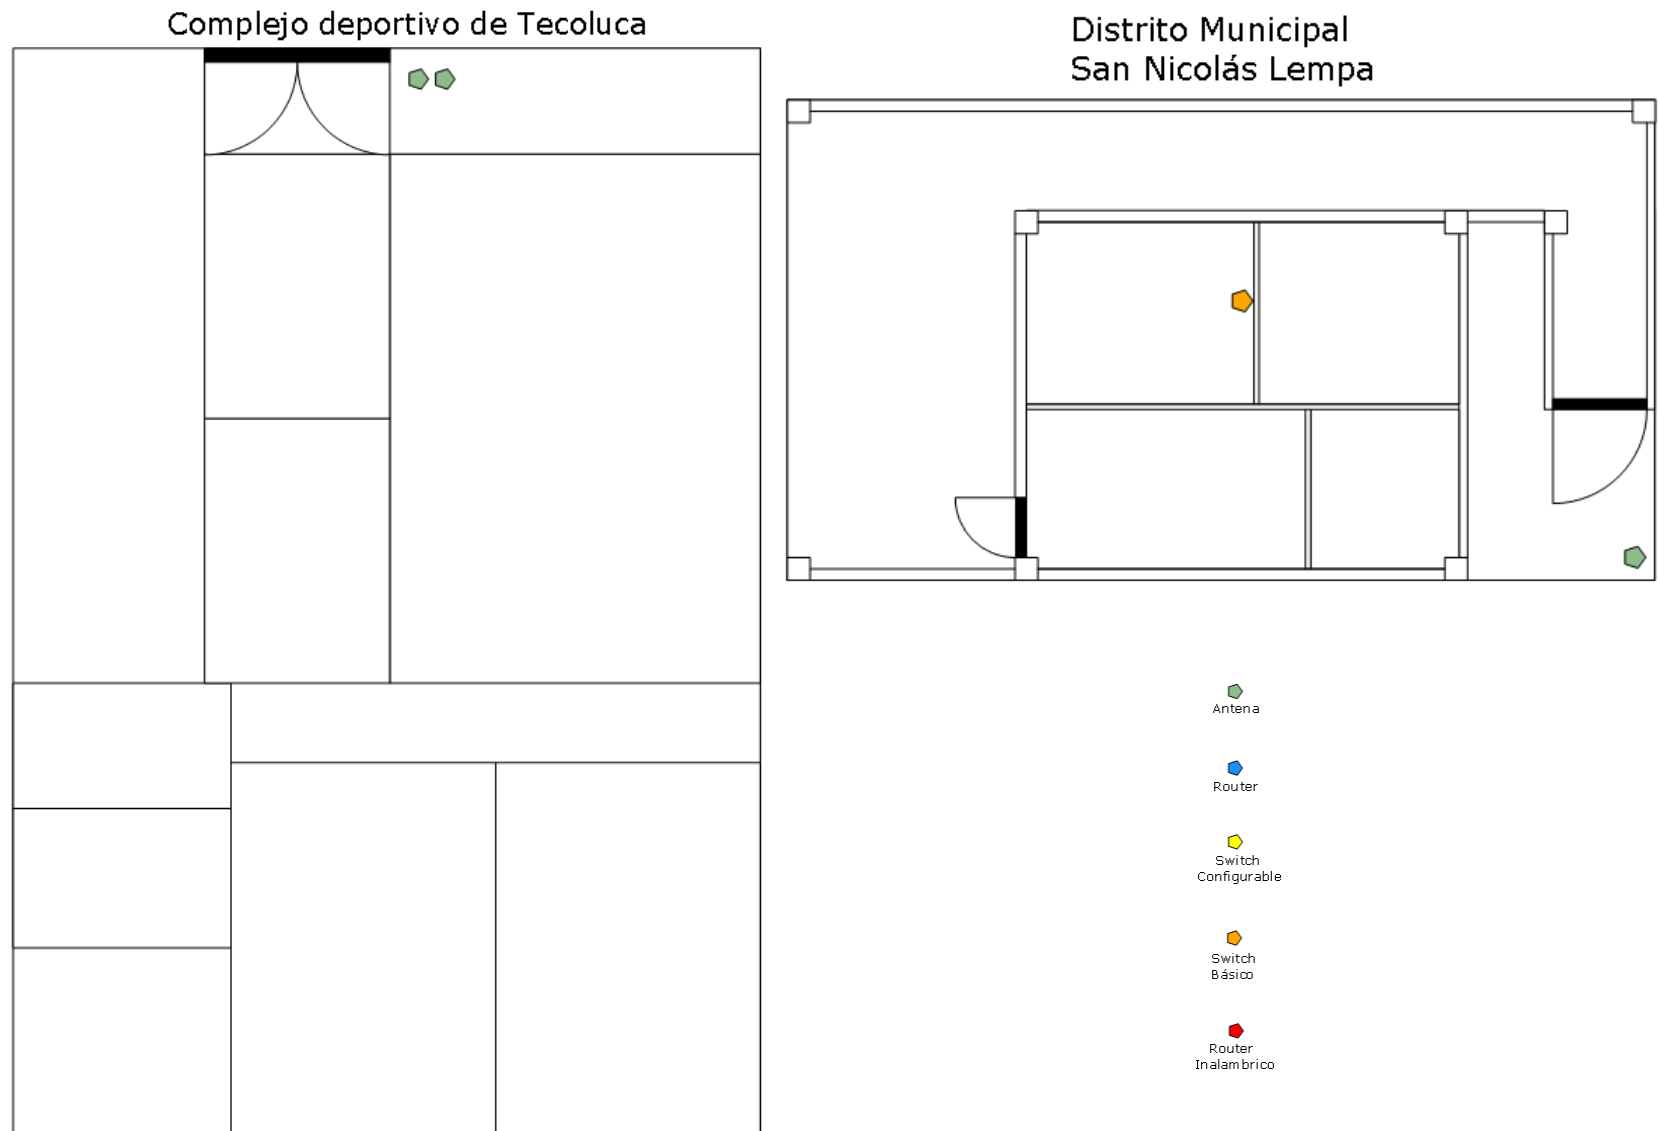 Complejo deportivo de Tecoluca
Distrito Municipal
San Nicolás Lempa
Antena
Router
Switch
Configurable
Switch
Básico
Router
Inalambrico